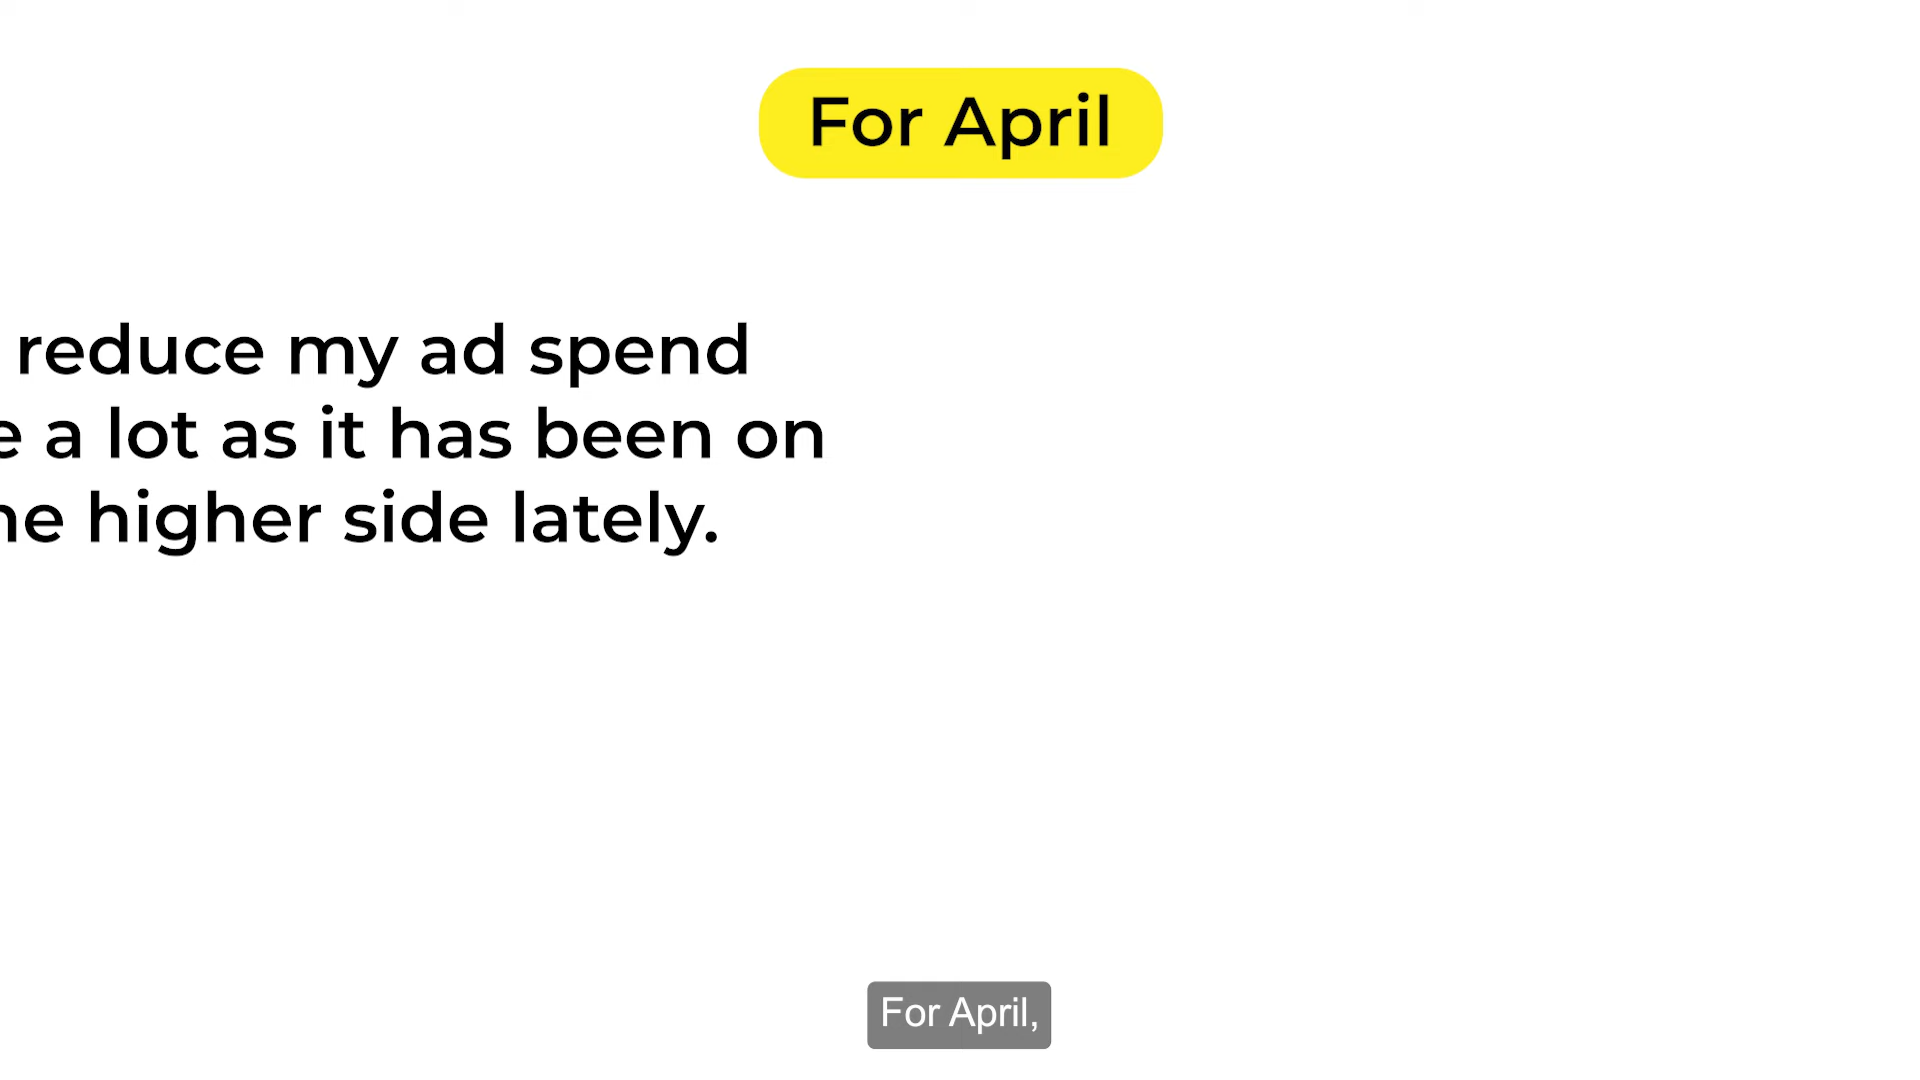 For April
reduce my ad spend
a lot as it has been on
higher side lately.
For April,